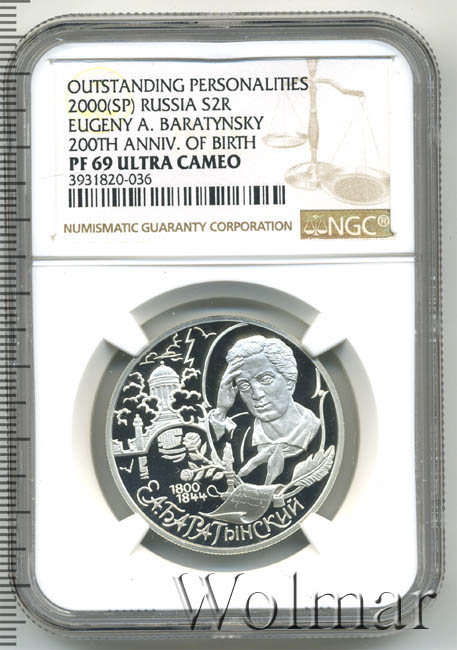 OUTSTANDING PERSONALITIES
2000(SP) RUSSIA S2R
EUGENY A. BARATYNSKY
200TH ANNIV. OF BIRTH
PF 69 ULTRA CAMEO
3931820-036
NUMISMATIC GUARANTY CORPORATION
NGC®
1800
1844
Е.А.БАРАТЫНСКИЙ
Wolmar